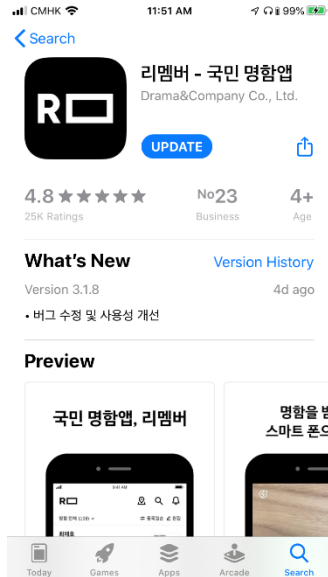 CMHK 11:51 AM 99%
Search
리멤버 - 국민 명함앱
Drama&Company Co., Ltd.
R
UPDATE
4.8 No23 4+
25K Ratings Business Age
What's New Version History
Version 3.1.8 4d ago
• 버그 수정 및 사용성 개선
Preview
국민 명함앱, 리멤버
명함을
스마트 폰으
9:41 AM
R
Today Games Apps Arcade Search